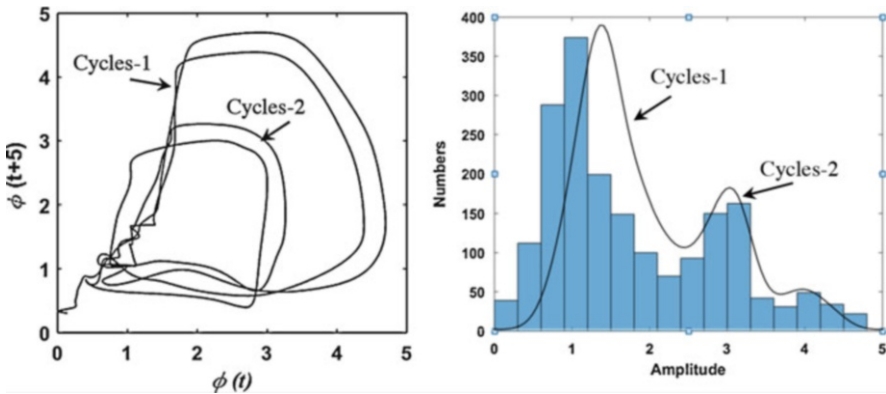 5
4
3
2
1
0
ϕ (t+5)
Cycles-1
Cycles-2
0 1 2 3 4 5
ϕ (t)
400
350
300
250
200
150
100
50
0
Numbers
Cycles-1
Cycles-2
0 1 2 3 4 5
Amplitude